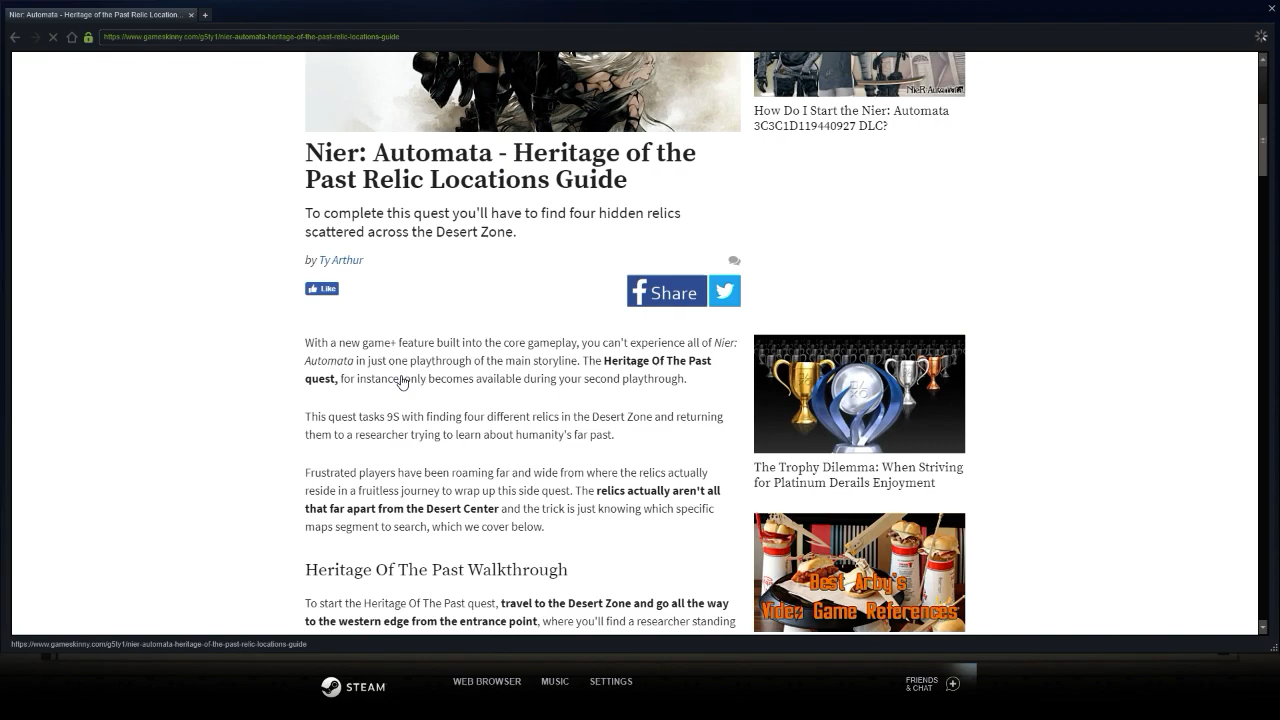 Nier: Automata - Heritage of the Past Relic Location...
https://www.gameskinny.com/g5ly1/nier-automata-heritage-of-the-past-relic-locations-guide
NieR:Automata
How Do I Start the Nier: Automata
3C3C1D119440927 DLC?
Nier: Automata - Heritage of the
Past Relic Locations Guide
To complete this quest you'll have to find four hidden relics
scattered across the Desert Zone.
by Ty Arthur
Like
Share
With a new game+ feature built into the core gameplay, you can't experience all of Nier:
Automata in just one playthrough of the main storyline. The Heritage Of The Past
quest, for instance only becomes available during your second playthrough.
This quest tasks 9S with finding four different relics in the Desert Zone and returning
them to a researcher trying to learn about humanity's far past.
Frustrated players have been roaming far and wide from where the relics actually
reside in a fruitless journey to wrap up this side quest. The relics actually aren't all
that far apart from the Desert Center and the trick is just knowing which specific
maps segment to search, which we cover below.
Heritage Of The Past Walkthrough
To start the Heritage Of The Past quest, travel to the Desert Zone and go all the way
to the western edge from the entrance point, where you'll find a researcher standing
The Trophy Dilemma: When Striving
for Platinum Derails Enjoyment
Best Arby's
Video Game References
https://www.gameskinny.com/g5ly1/nier-automata-heritage-of-the-past-relic-locations-guide
STEAM
WEB BROWSER
MUSIC
SETTINGS
FRIENDS
& CHAT